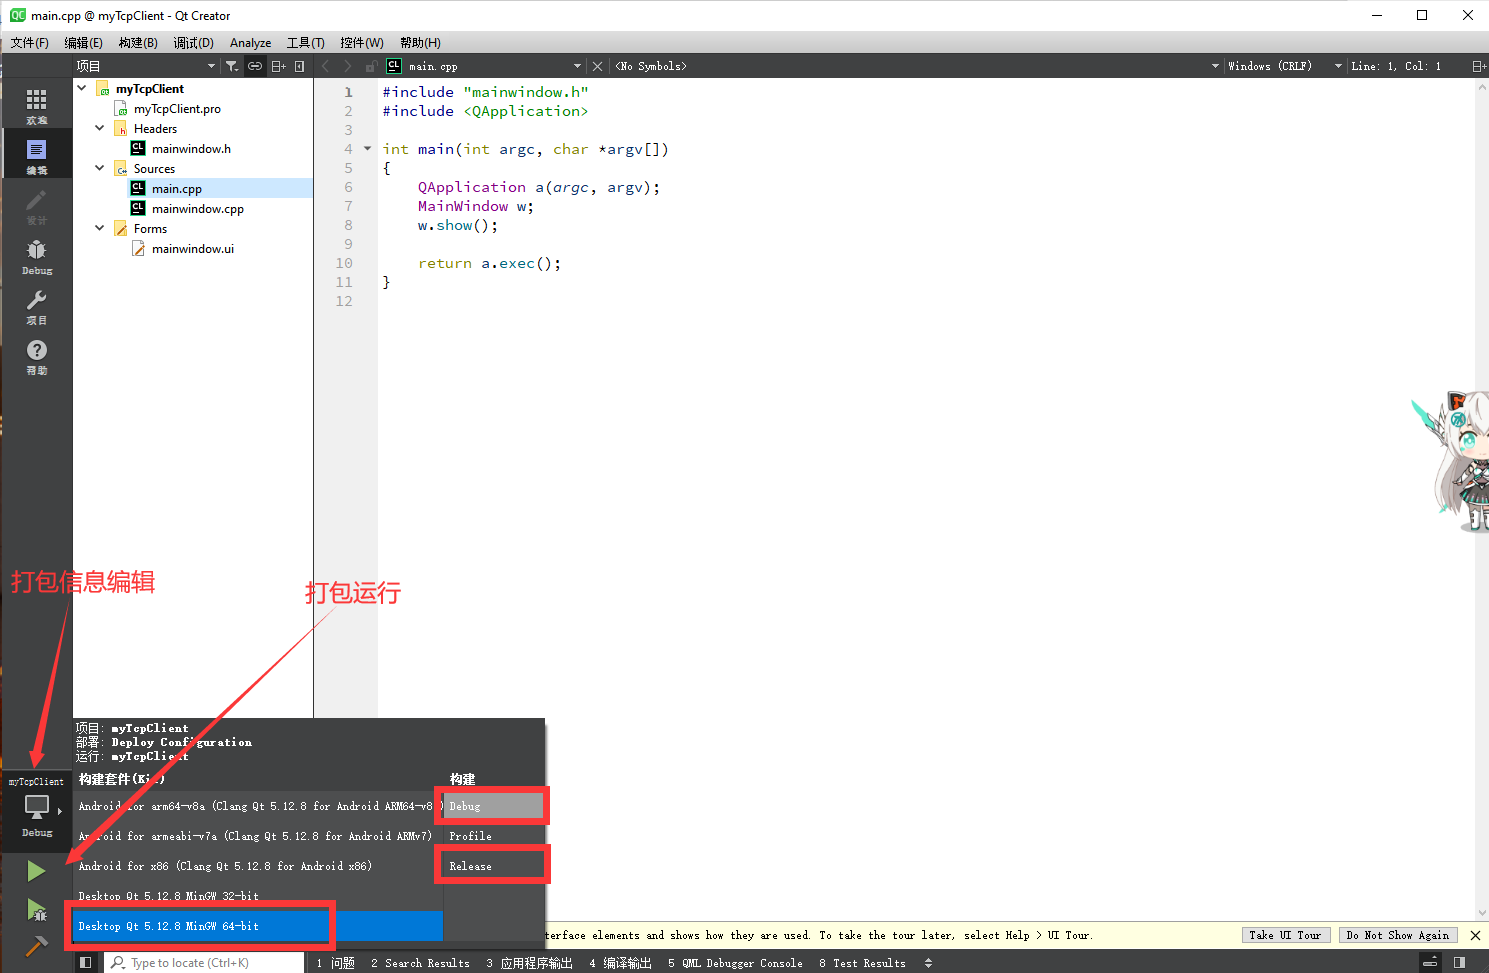 main.cpp @ myTcpClient - Qt Creator
文件(F) 编辑(E) 构建(B) 调试(D) Analyze 工具(T) 控件(W) 帮助(H)
项目 main.cpp <No Symbols> Windows (CRLF) Line: 1, Col: 1
欢迎
编辑
设计
Debug
项目
帮助
myTcpClient
myTcpClient.pro
Headers
mainwindow.h
Sources
main.cpp
mainwindow.cpp
Forms
mainwindow.ui
1 #include "mainwindow.h"
2 #include <QApplication>
3
4 int main(int argc, char *argv[])
5 {
6 QApplication a(argc, argv);
7 MainWindow w;
8 w.show();
9
10 return a.exec();
11 }
12
打包信息编辑
打包运行
项目: myTcpClient
部署: Deploy Configuration
运行: myTcpClient
myTcpClient
Debug
构建套件(Kit) 构建
Android for arm64-v8a (Clang Qt 5.12.8 for Android ARM64-v8 Debug
Android for armeabi-v7a (Clang Qt 5.12.8 for Android ARMv7) Profile
Android for x86 (Clang Qt 5.12.8 for Android x86) Release
Desktop Qt 5.12.8 MinGW 32-bit
Desktop Qt 5.12.8 MinGW 64-bit
terface elements and shows how they are used. To take the tour later, select Help > UI Tour. Take UI Tour Do Not Show Again
Type to locate (Ctrl+K) 1 问题 2 Search Results 3 应用程序输出 4 编译输出 5 QML Debugger Console 8 Test Results